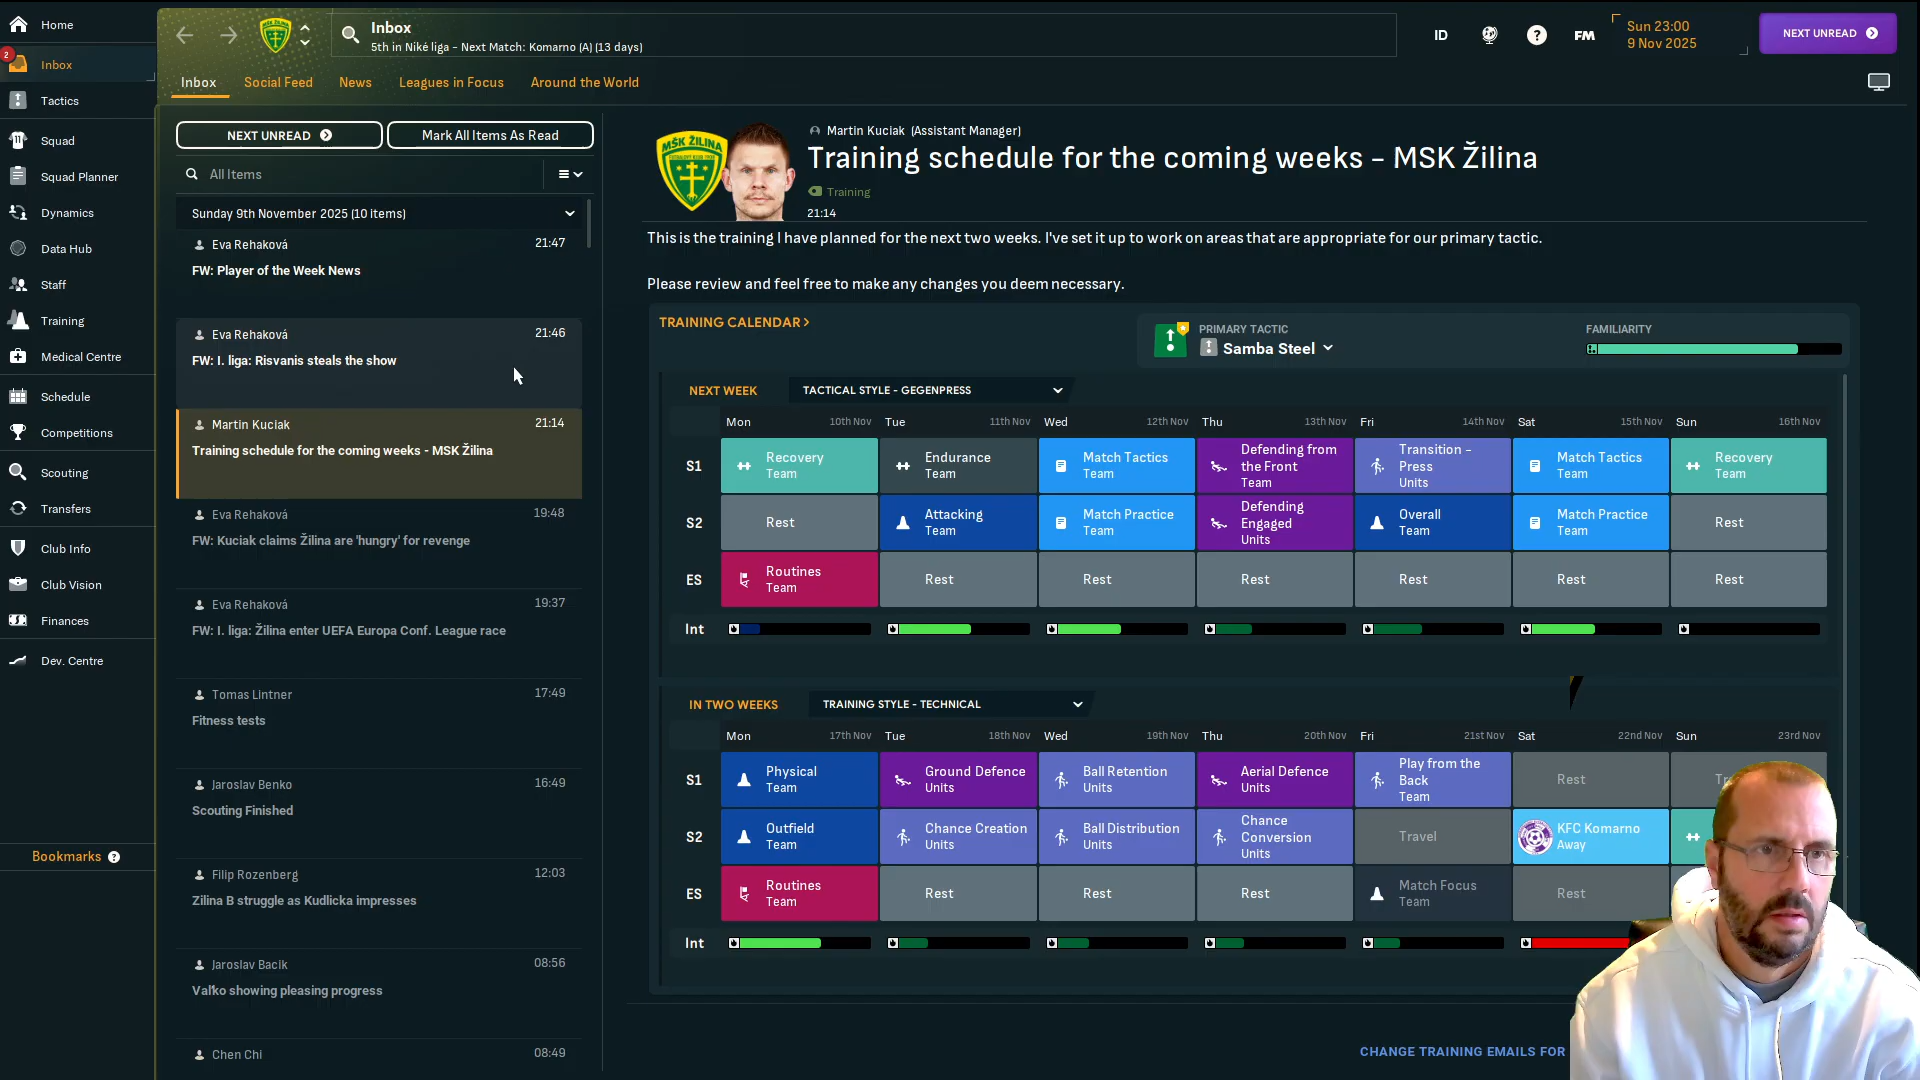 Home
2
Inbox
Tactics
Squad
Squad Planner
Dynamics
Data Hub
Staff
Training
Medical Centre
Schedule
Competitions
Scouting
Transfers
Club Info
Club Vision
Finances
Dev. Centre
Bookmarks ?
Inbox
5th in Niké liga - Next Match: Komarno (A) (13 days)
ID
?
FM
Sun 23:00
9 Nov 2025
NEXT UNREAD
Inbox
Social Feed
News
Leagues in Focus
Around the World
NEXT UNREAD
Mark All Items As Read
All Items
Sunday 9th November 2025 (10 Items)
Eva Rehaková 21:47
FW: Player of the Week News
Eva Rehaková 21:46
FW: I. liga: Risvanis steals the show
Martin Kuciak 21:14
Training schedule for the coming weeks - MSK Žilina
Eva Rehaková 19:48
FW: Kuciak claims Žilina are 'hungry' for revenge
Eva Rehaková 19:37
FW: I. liga: Žilina enter UEFA Europa Conf. League race
Tomas Lintner 17:49
Fitness tests
Jaroslav Benko 16:49
Scouting Finished
Filip Rozenberg 12:03
Zilina B struggle as Kudlicka impresses
Jaroslav Bacik 08:56
Vaľko showing pleasing progress
Chen Chi 08:49
MŠK ŽILINA
Martin Kuciak (Assistant Manager)
Training schedule for the coming weeks - MSK Žilina
Training
21:14
This is the training I have planned for the next two weeks. I've set it up to work on areas that are appropriate for our primary tactic.
Please review and feel free to make any changes you deem necessary.
TRAINING CALENDAR >
PRIMARY TACTIC
Samba Steel
FAMILIARITY
NEXT WEEK
TACTICAL STYLE - GEGENPRESS
Mon 10th Nov Tue 11th Nov Wed 12th Nov Thu 13th Nov Fri 14th Nov Sat 15th Nov Sun 16th Nov
S1
Recovery
Team
Endurance
Team
Match Tactics
Team
Defending from
the Front
Team
Transition -
Press
Units
Match Tactics
Team
Recovery
Team
S2
Rest
Attacking
Team
Match Practice
Team
Defending
Engaged
Units
Overall
Team
Match Practice
Team
Rest
ES
Routines
Team
Rest
Rest
Rest
Rest
Rest
Rest
Int
IN TWO WEEKS
TRAINING STYLE - TECHNICAL
Mon 17th Nov Tue 18th Nov Wed 19th Nov Thu 20th Nov Fri 21st Nov Sat 22nd Nov Sun 23rd Nov
S1
Physical
Team
Ground Defence
Units
Ball Retention
Units
Aerial Defence
Units
Play from the
Back
Team
Rest
S2
Outfield
Team
Chance Creation
Units
Ball Distribution
Units
Chance
Conversion
Units
Travel
KFC Komarno
Away
ES
Routines
Team
Rest
Rest
Rest
Match Focus
Team
Rest
Int
CHANGE TRAINING EMAILS FOR